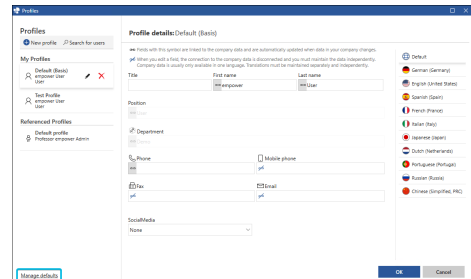 Profiles
Profiles
New profile
Search for users
My Profiles
Default (Basis)
empower User
User
Test Profile
empower User
User
Referenced Profiles
Default profile
Professor empower Admin
Manage defaults
Profile details: Default (Basis)
Fields with this symbol are linked to the company data and are automatically updated when data in your company changes.
When you edit a field, the connection to the company data is disconnected and you must maintain the data independently.
Company data is usually only available in one language. Translations must be maintained separately and independently.
Title
First name
Last name
empower
User
Position
Department
Phone
Mobile phone
Fax
Email
SocialMedia
None
Default
German (Germany)
English (United States)
Spanish (Spain)
French (France)
Italian (Italy)
Japanese (Japan)
Dutch (Netherlands)
Portuguese (Portugal)
Russian (Russia)
Chinese (Simplified, PRC)
OK
Cancel